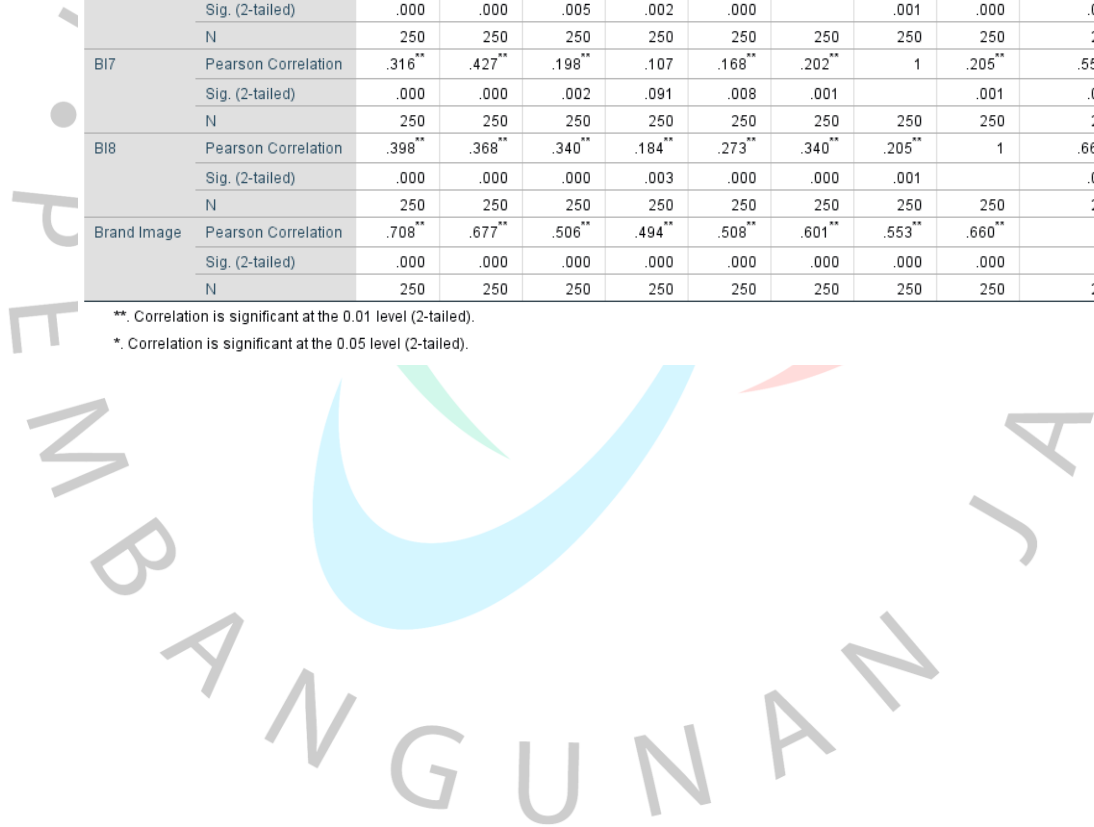 Sig. (2-tailed) .000 .000 .005 .002 .000 .001 .000
N 250 250 250 250 250 250 250 250
BI7 Pearson Correlation .316** .427** .198** .107 .168** .202** 1 .205**
Sig. (2-tailed) .000 .000 .002 .091 .008 .001 .001
N 250 250 250 250 250 250 250 250
BI8 Pearson Correlation .398** .368** .340** .184** .273** .340** .205** 1
Sig. (2-tailed) .000 .000 .000 .003 .000 .000 .001
N 250 250 250 250 250 250 250 250
Brand Image Pearson Correlation .708** .677** .506** .494** .508** .601** .553** .660**
Sig. (2-tailed) .000 .000 .000 .000 .000 .000 .000 .000
N 250 250 250 250 250 250 250 250
**. Correlation is significant at the 0.01 level (2-tailed).
*. Correlation is significant at the 0.05 level (2-tailed).
PEMBANGUNAN JA